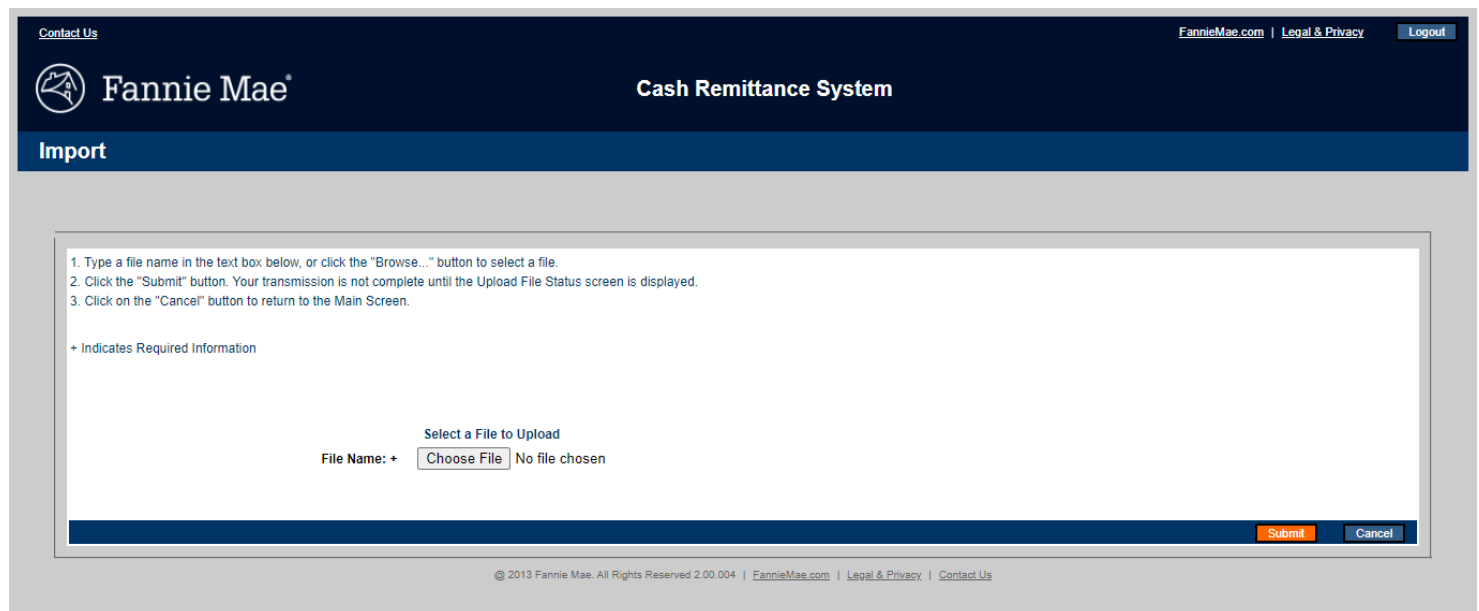 Contact Us
FannieMae.com | Legal & Privacy Logout
Fannie Mae®
Cash Remittance System
Import
1. Type a file name in the text box below, or click the "Browse..." button to select a file.
2. Click the "Submit" button. Your transmission is not complete until the Upload File Status screen is displayed.
3. Click on the "Cancel" button to return to the Main Screen.
+ Indicates Required Information
Select a File to Upload
File Name: + Choose File No file chosen
Submit Cancel
@ 2013 Fannie Mae. All Rights Reserved 2.00.004 | FannieMae.com | Legal & Privacy | Contact Us